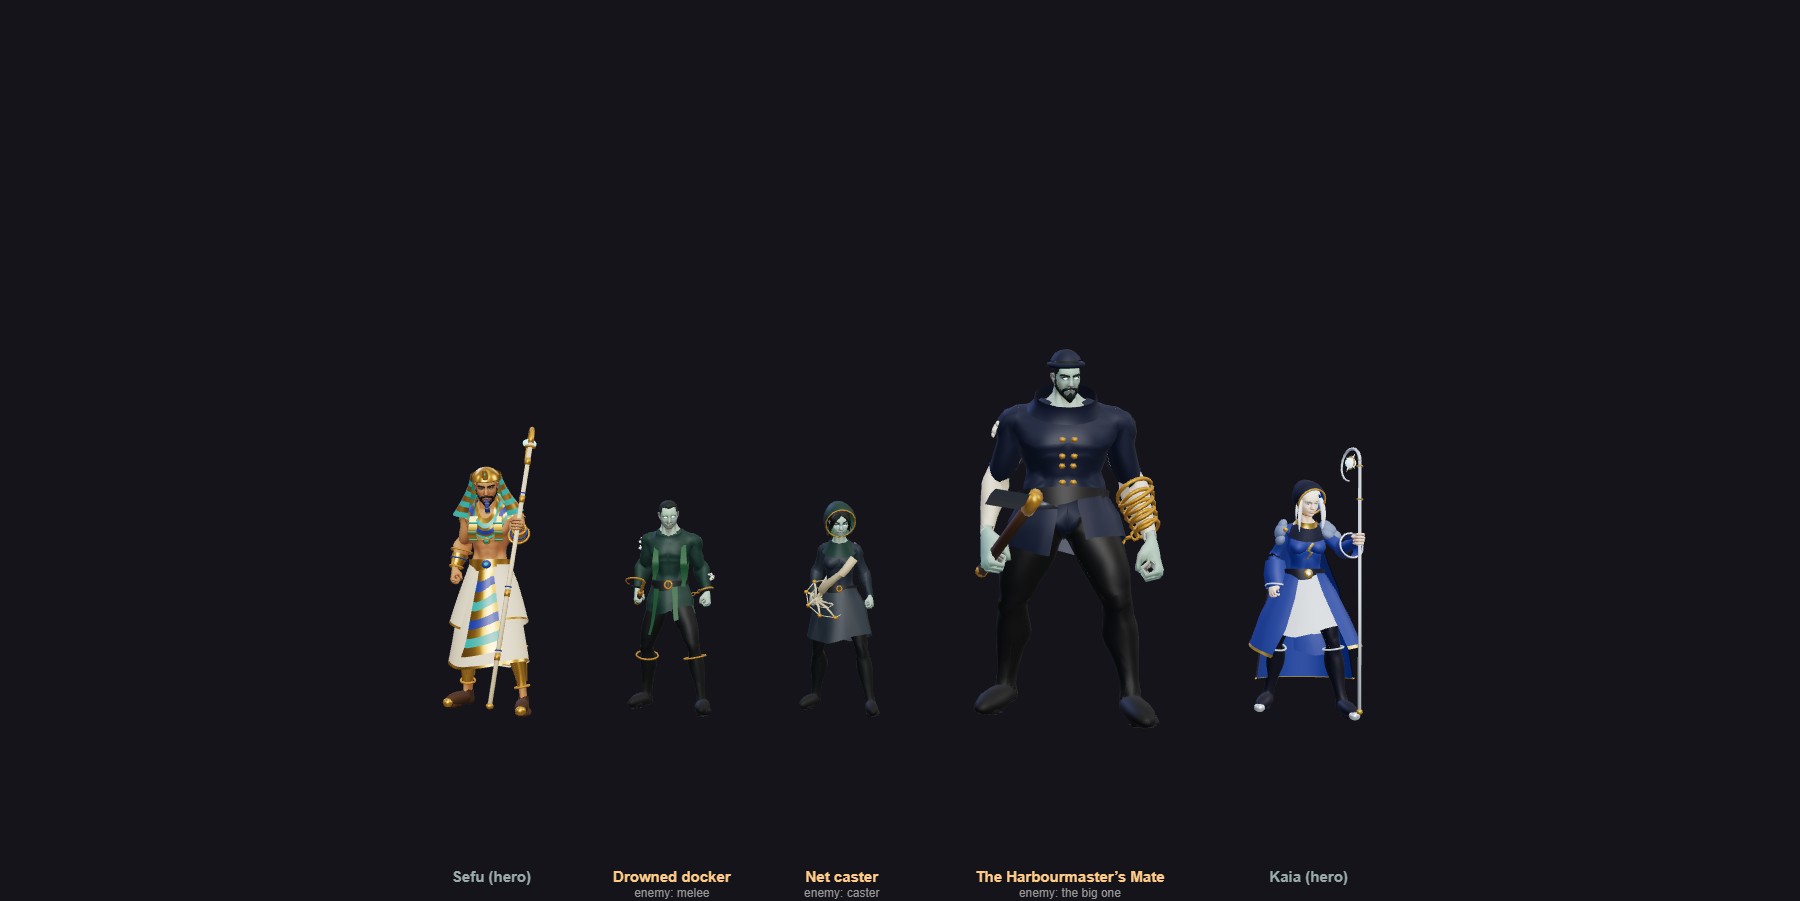 Sefu (hero)
Drowned docker
enemy: melee
Net caster
enemy: caster
The Harbourmaster’s Mate
enemy: the big one
Kaia (hero)